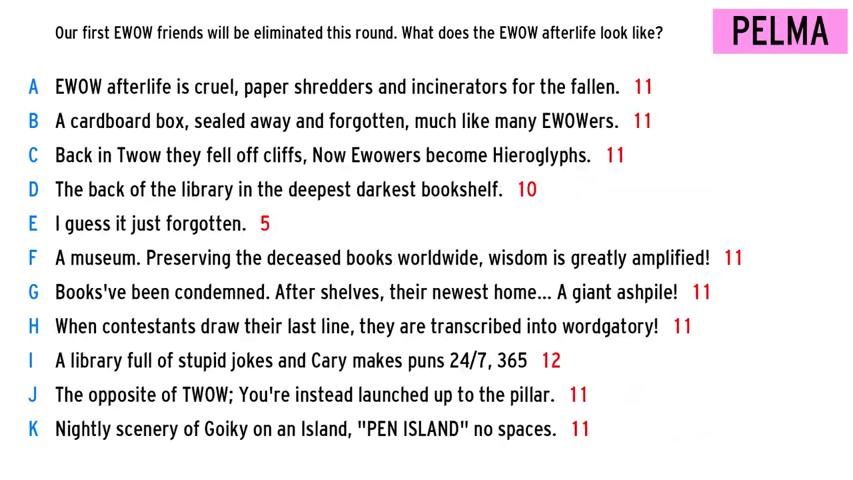 Our first EWOW friends will be eliminated this round. What does the EWOW afterlife look like?
PELMA
A EWOW afterlife is cruel, paper shredders and incinerators for the fallen. 11
B A cardboard box, sealed away and forgotten, much like many EWOWers. 11
C Back in Twow they fell off cliffs, Now Ewowers become Hieroglyphs. 11
D The back of the library in the deepest darkest bookshelf. 10
E I guess it just forgotten. 5
F A museum. Preserving the deceased books worldwide, wisdom is greatly amplified! 11
G Books've been condemned. After shelves, their newest home... A giant ashpile! 11
H When contestants draw their last line, they are transcribed into wordgatory! 11
I A library full of stupid jokes and Cary makes puns 24/7, 365 12
J The opposite of TWOW; You're instead launched up to the pillar. 11
K Nightly scenery of Goiky on an Island, "PEN ISLAND" no spaces. 11